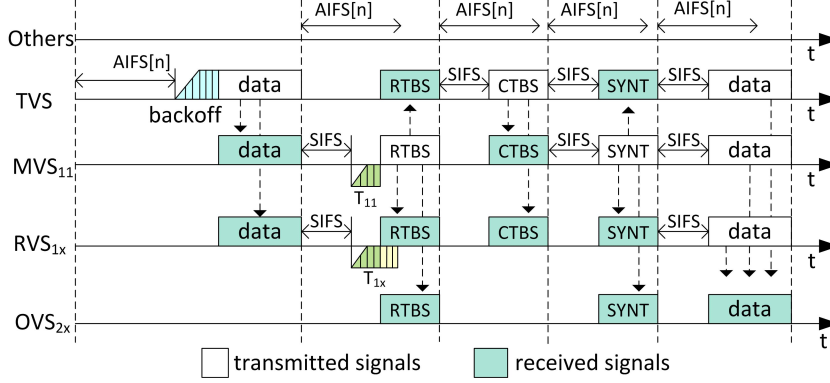 AIFS[n] AIFS[n] AIFS[n] AIFS[n]
Others t
AIFS[n] data RTBS SIFS CTBS SIFS SYNT SIFS data
TVS t
backoff
data SIFS RTBS CTBS SIFS SYNT SIFS data
MVS11 t
T11
data SIFS RTBS CTBS SYNT SIFS data
RVS1x t
T1x
RTBS SYNT data
OVS2x t
transmitted signals received signals